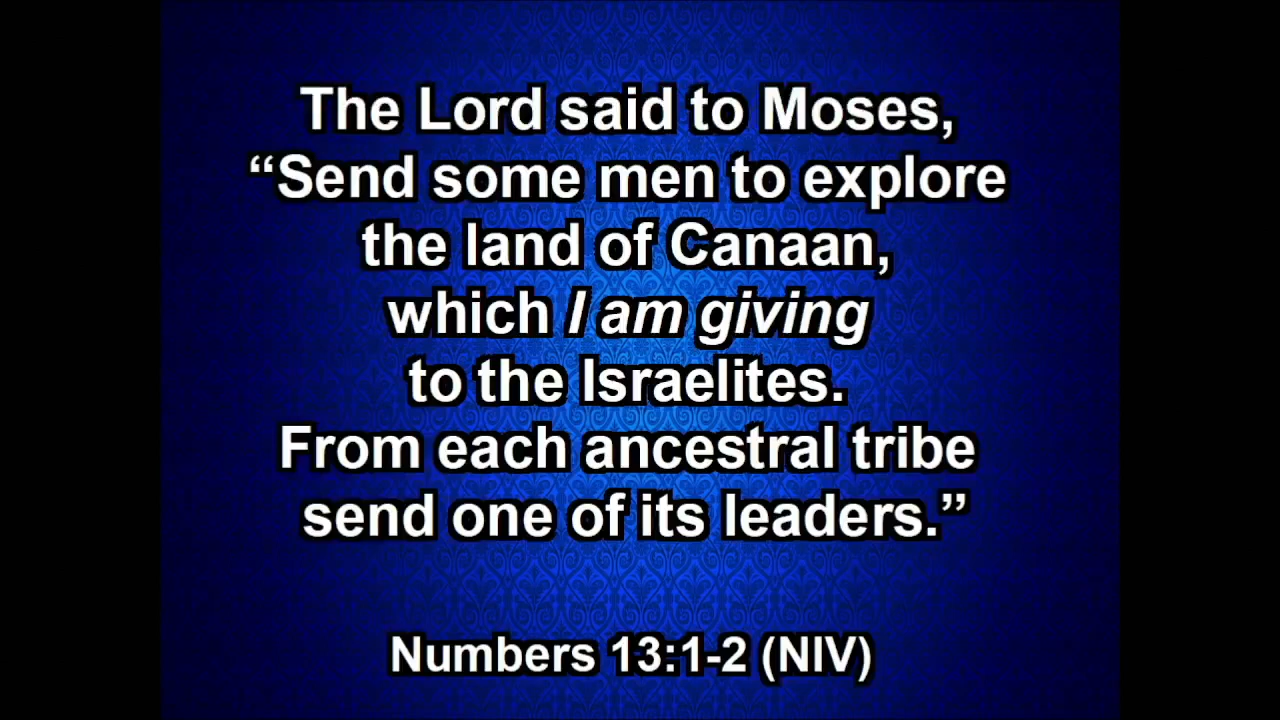 The Lord said to Moses,
“Send some men to explore
the land of Canaan,
which I am giving
to the Israelites.
From each ancestral tribe
send one of its leaders.”
Numbers 13:1-2 (NIV)